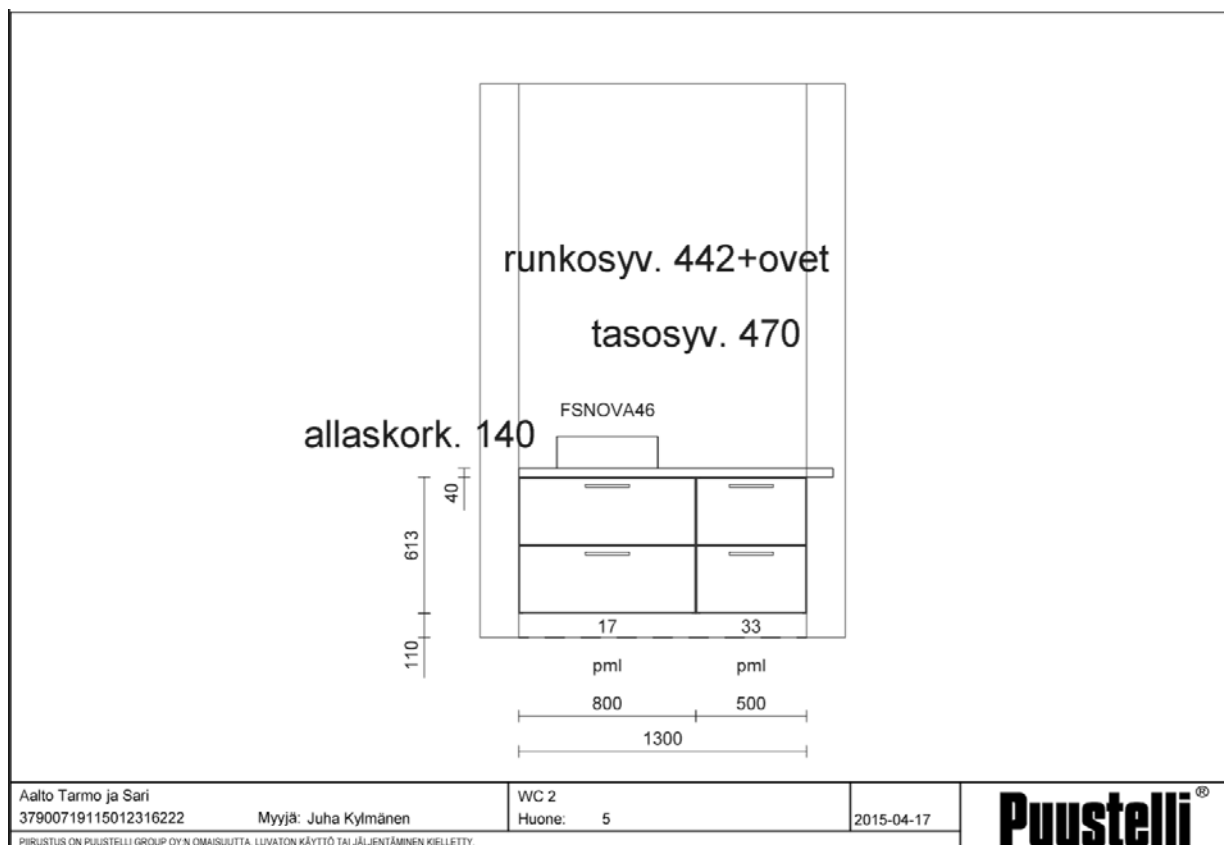 runkosyv. 442+ovet
tasosyv. 470
FSNOVA46
allaskork. 140
40
613
110
17 33
pml pml
800 500
1300
Aalto Tarmo ja Sari
37900719115012316222 Myyjä: Juha Kylmänen
WC 2
Huone: 5
2015-04-17
Puustelli®
PIIRUSTUS ON PUUSTELLI GROUP OY:N OMAISUUTTA. LUVATON KÄYTTÖ TAI JÄLJENTÄMINEN KIELLETTY.